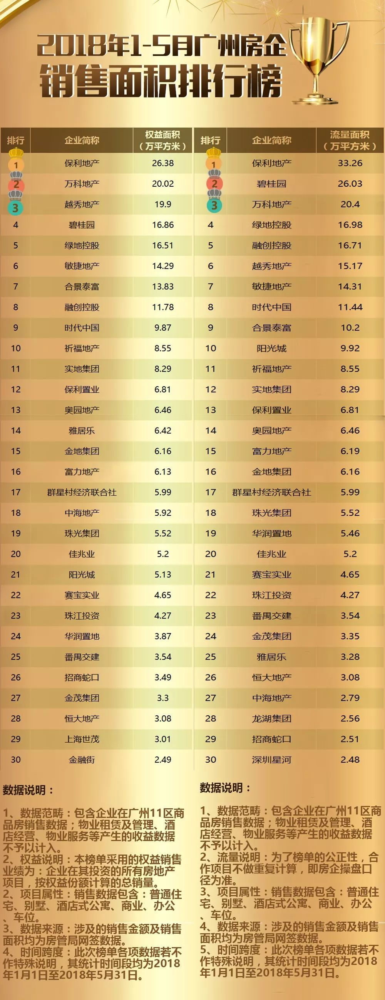 2018年1-5月广州房企
销售面积排行榜
排行 企业简称 权益面积（万平方米） 排行 企业简称 流量面积（万平方米）
1 保利地产 26.38 1 保利地产 33.26
2 万科地产 20.02 2 碧桂园 26.03
3 越秀地产 19.9 3 万科地产 20.4
4 碧桂园 16.86 4 绿地控股 16.98
5 绿地控股 16.51 5 融创控股 16.71
6 敏捷地产 14.29 6 越秀地产 15.17
7 合景泰富 13.83 7 敏捷地产 14.31
8 融创控股 11.78 8 时代中国 11.44
9 时代中国 9.87 9 合景泰富 10.2
10 祈福地产 8.55 10 阳光城 9.92
11 实地集团 8.29 11 祈福地产 8.55
12 保利置业 6.81 12 实地集团 8.29
13 奥园地产 6.46 13 保利置业 6.81
14 雅居乐 6.42 14 奥园地产 6.46
15 金地集团 6.16 15 富力地产 6.19
16 富力地产 6.13 16 金地集团 6.16
17 群星村经济联合社 5.99 17 群星村经济联合社 5.99
18 中海地产 5.92 18 珠光集团 5.52
19 珠光集团 5.52 19 华润置地 5.46
20 佳兆业 5.2 20 佳兆业 5.2
21 阳光城 5.13 21 赛宝实业 4.65
22 赛宝实业 4.65 22 珠江投资 4.27
23 珠江投资 4.27 23 番禺交建 3.54
24 华润置地 3.87 24 金茂集团 3.35
25 番禺交建 3.54 25 雅居乐 3.28
26 招商蛇口 3.49 26 恒大地产 3.08
27 金茂集团 3.3 27 中海地产 2.79
28 恒大地产 3.08 28 龙湖集团 2.56
29 上海世茂 3.01 29 招商蛇口 2.51
30 金融街 2.49 30 深圳星河 2.48
数据说明：
1、数据范畴：包含企业在广州11区商
品房销售数据；物业租赁及管理、酒
店经营、物业服务等产生的收益数据
不予以计入。
2、权益说明：本榜单采用的权益销售
业绩为：企业在其投资的所有房地产
项目，按权益份额计算的总销量。
2、项目属性：销售数据包含：普通住
宅、别墅、酒店式公寓、商业、办公
、车位。
3、数据来源：涉及的销售金额及销售
面积均为房管局网签数据。
4、时间跨度：此次榜单各项数据若不
作特殊说明，其统计时间段均为2018
年1月1日至2018年5月31日。
数据说明：
1、数据范畴：包含企业在广州11区商
品房销售数据；物业租赁及管理、酒
店经营、物业服务等产生的收益数据
不予以计入。
2、流量说明：为了榜单的公正性，合
作项目不做重复计算，即房企操盘口
径为准。
3、项目属性：销售数据包含：普通住
宅、别墅、酒店式公寓、商业、办公
、车位。
4、数据来源：涉及的销售金额及销售
面积均为房管局网签数据。
5、时间跨度：此次榜单各项数据若不
作特殊说明，其统计时间段均为2018
年1月1日至2018年5月31日。